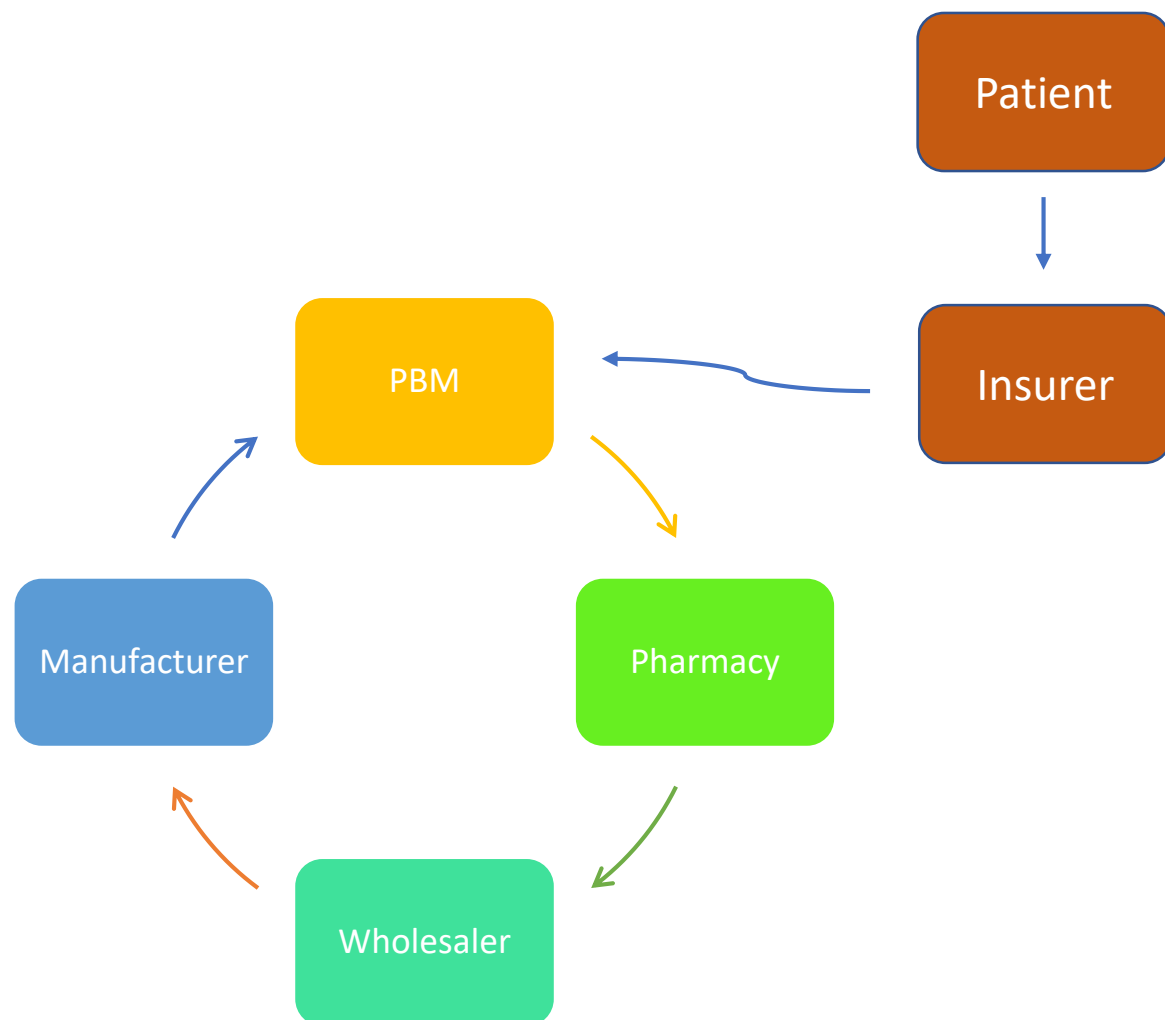 Patient
Insurer
PBM
Manufacturer
Pharmacy
Wholesaler